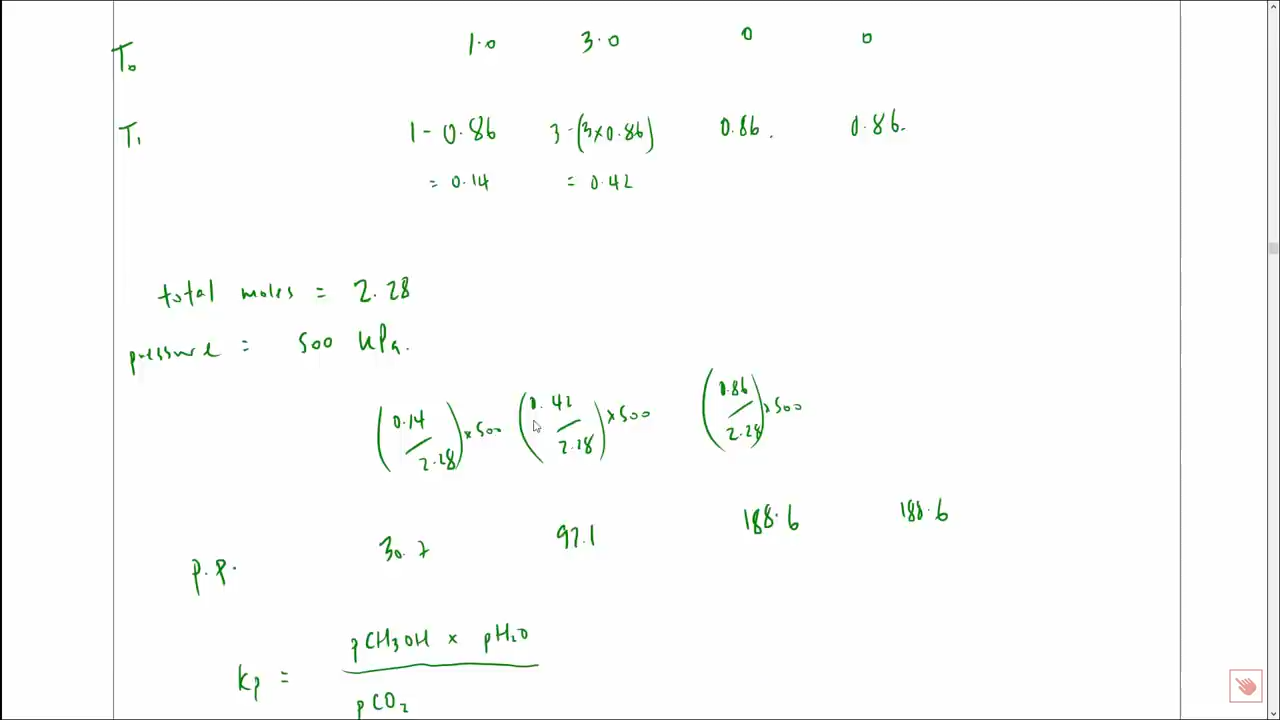 T₀ 1.0 3.0 0 0
T₁ 1 - 0.86 3 - (3×0.86) 0.86. 0.86.
= 0.14 = 0.42
total moles = 2.28
pressure = 500 kPa.
(0.14/2.28)×500 (0.42/2.28)×500 (0.86/2.28)×500
p.p. 30.7 92.1 188.6 188.6
Kp = pCH₃OH × pH₂O
pCO₂